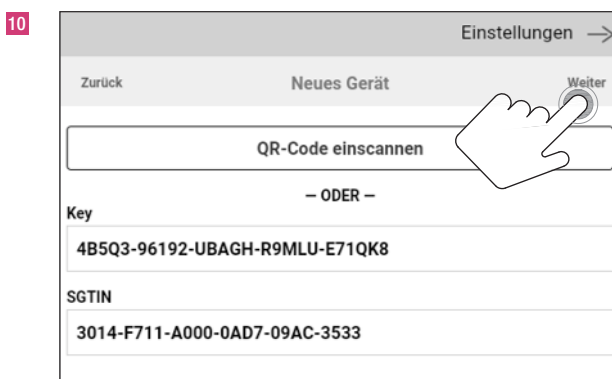 10
Einstellungen
Zurück Neues Gerät Weiter
QR-Code einscannen
– ODER –
Key
4B5Q3-96192-UBAGH-R9MLU-E71QK8
SGTIN
3014-F711-A000-0AD7-09AC-3533